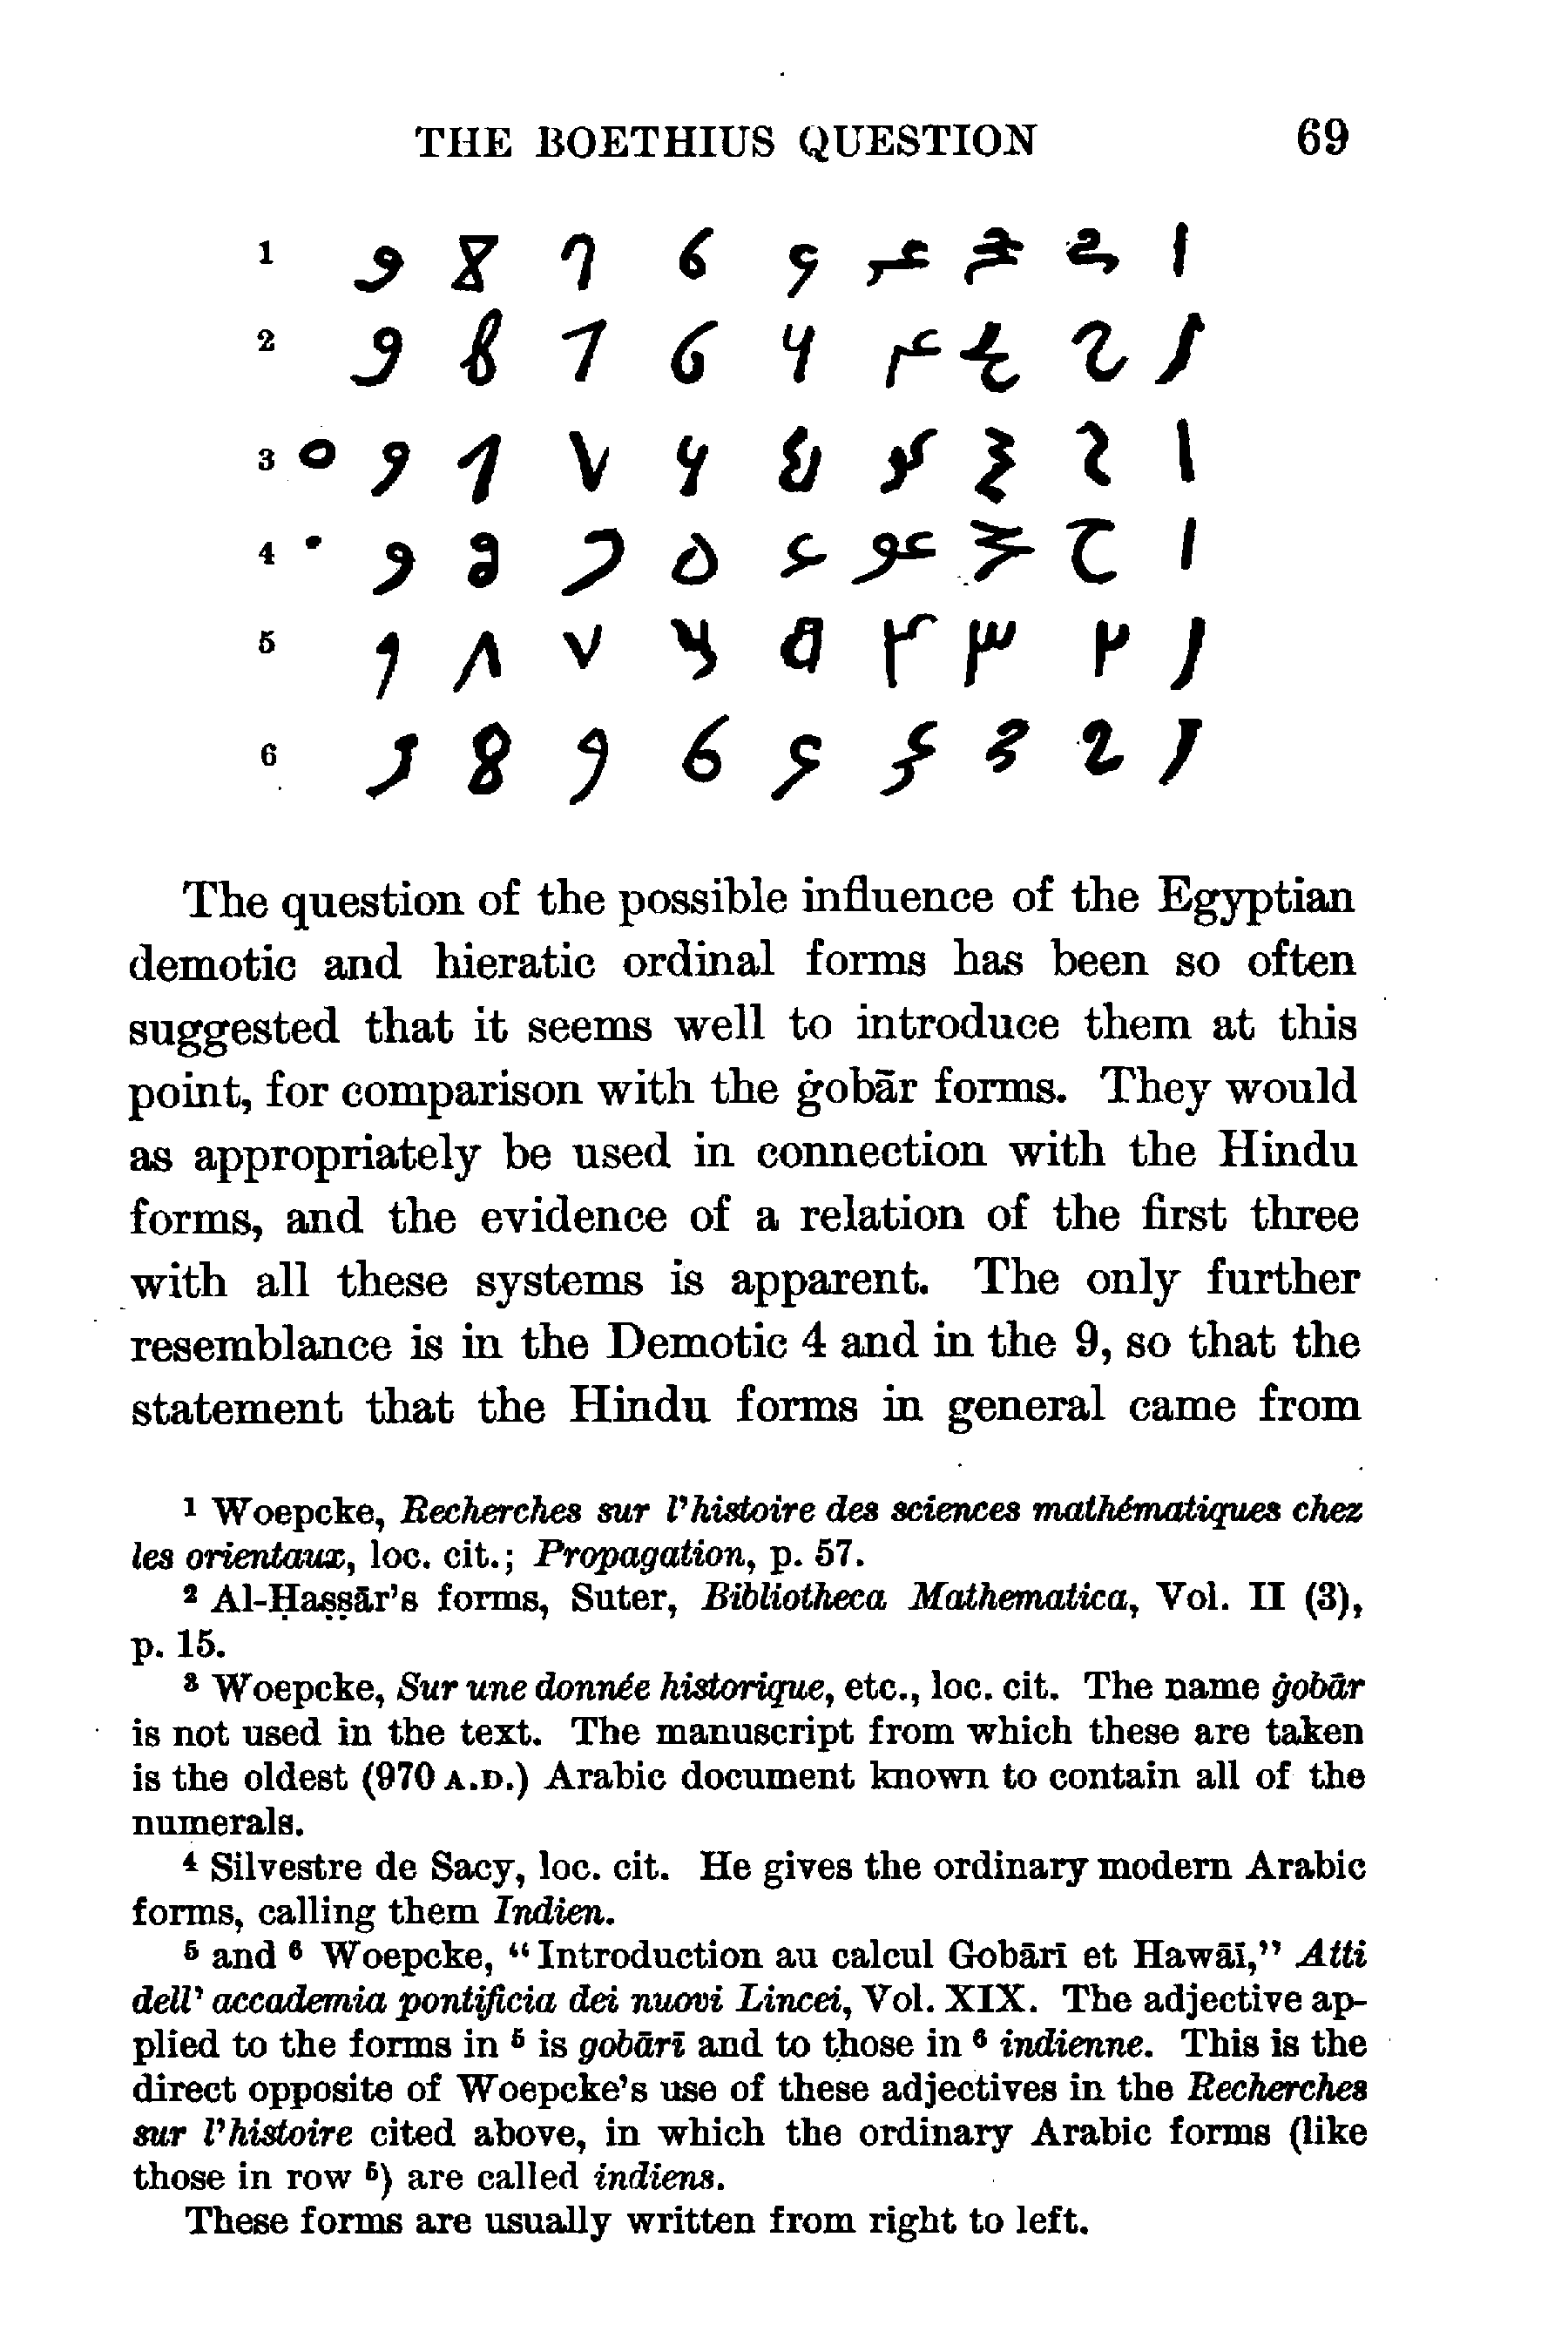 THE BOETHIUS QUESTION 69
1
2
3
4
5
6
The question of the possible influence of the Egyptian
demotic and hieratic ordinal forms has been so often
suggested that it seems well to introduce them at this
point, for comparison with the ġobār forms. They would
as appropriately be used in connection with the Hindu
forms, and the evidence of a relation of the first three
with all these systems is apparent. The only further
resemblance is in the Demotic 4 and in the 9, so that the
statement that the Hindu forms in general came from
1 Woepcke, Recherches sur l'histoire des sciences mathématiques chez
les orientaux, loc. cit.; Propagation, p. 57.
2 Al-Ḥaṣṣār's forms, Suter, Bibliotheca Mathematica, Vol. II (3),
p. 15.
3 Woepcke, Sur une donnée historique, etc., loc. cit. The name ġobār
is not used in the text. The manuscript from which these are taken
is the oldest (970 A.D.) Arabic document known to contain all of the
numerals.
4 Silvestre de Sacy, loc. cit. He gives the ordinary modern Arabic
forms, calling them Indien.
5 and 6 Woepcke, "Introduction au calcul Gobārī et Hawāī," Atti
dell' accademia pontificia dei nuovi Lincei, Vol. XIX. The adjective ap-
plied to the forms in 5 is gobārī and to those in 6 indienne. This is the
direct opposite of Woepcke's use of these adjectives in the Recherches
sur l'histoire cited above, in which the ordinary Arabic forms (like
those in row 5) are called indiens.
These forms are usually written from right to left.